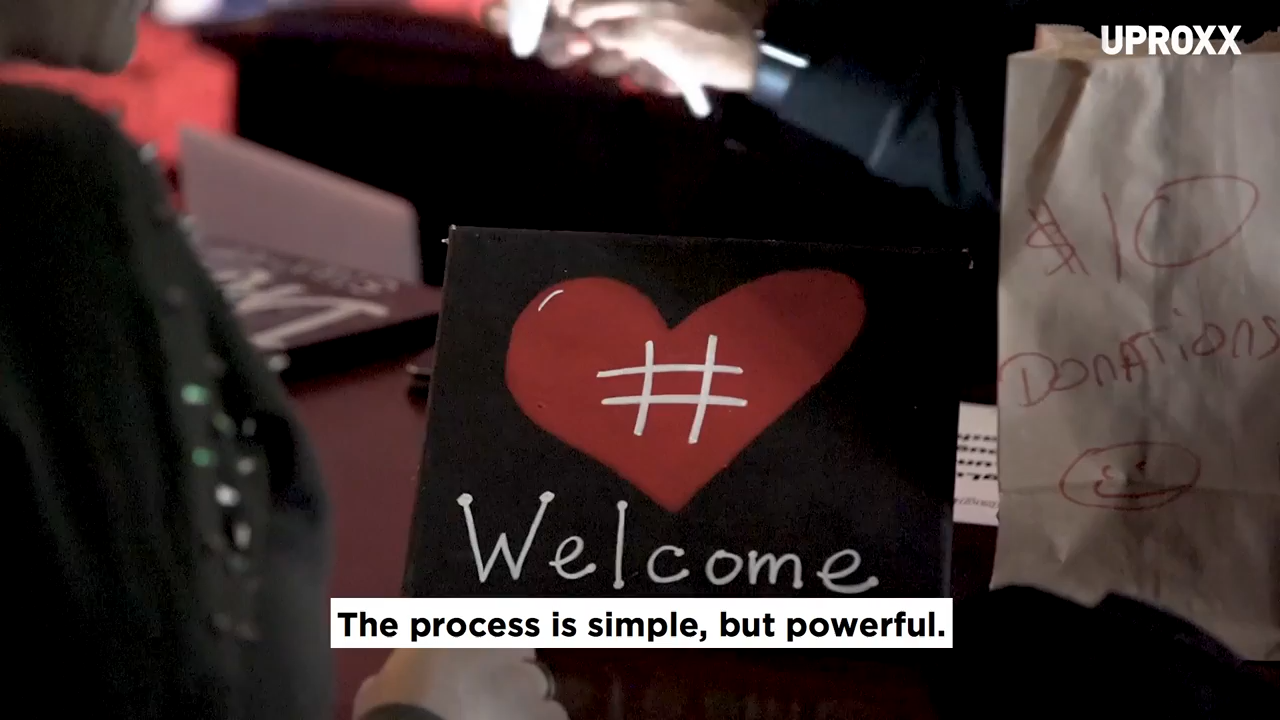 UPROXX
$10
DONATIONS
#
Welcome
The process is simple, but powerful.